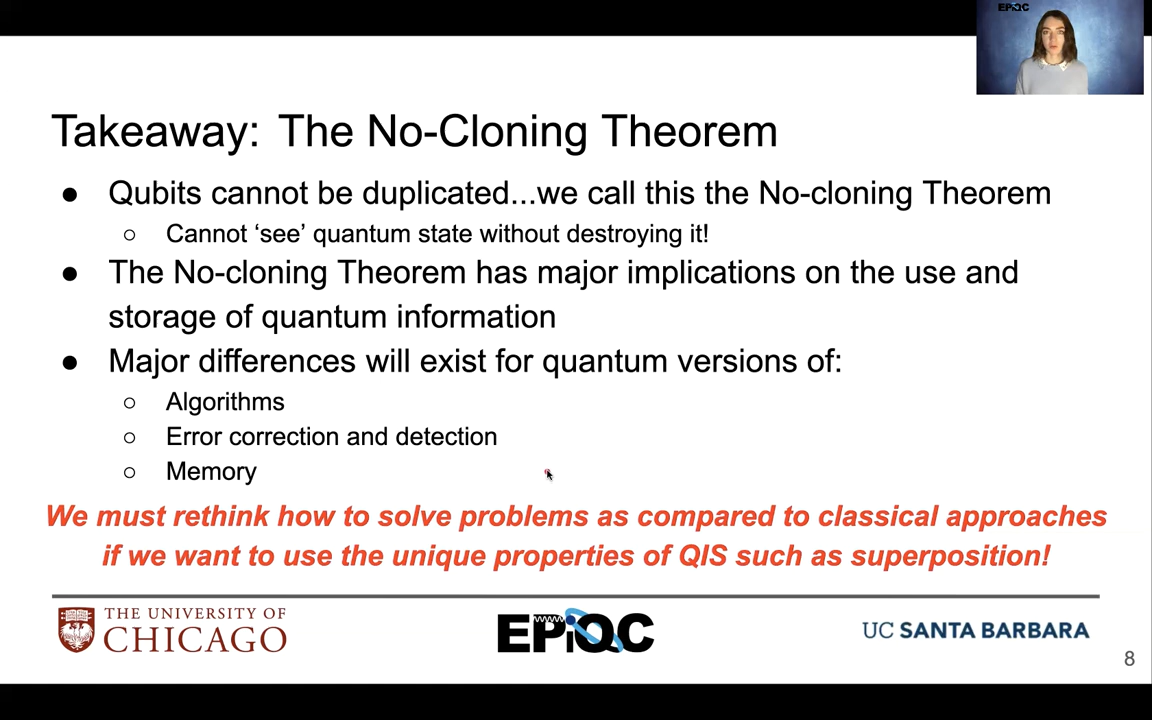 EPiQC
Takeaway: The No-Cloning Theorem
● Qubits cannot be duplicated...we call this the No-cloning Theorem
○ Cannot ‘see’ quantum state without destroying it!
● The No-cloning Theorem has major implications on the use and
storage of quantum information
● Major differences will exist for quantum versions of:
○ Algorithms
○ Error correction and detection
○ Memory
We must rethink how to solve problems as compared to classical approaches
if we want to use the unique properties of QIS such as superposition!
THE UNIVERSITY OF
CHICAGO
EPiQC
UC SANTA BARBARA
8